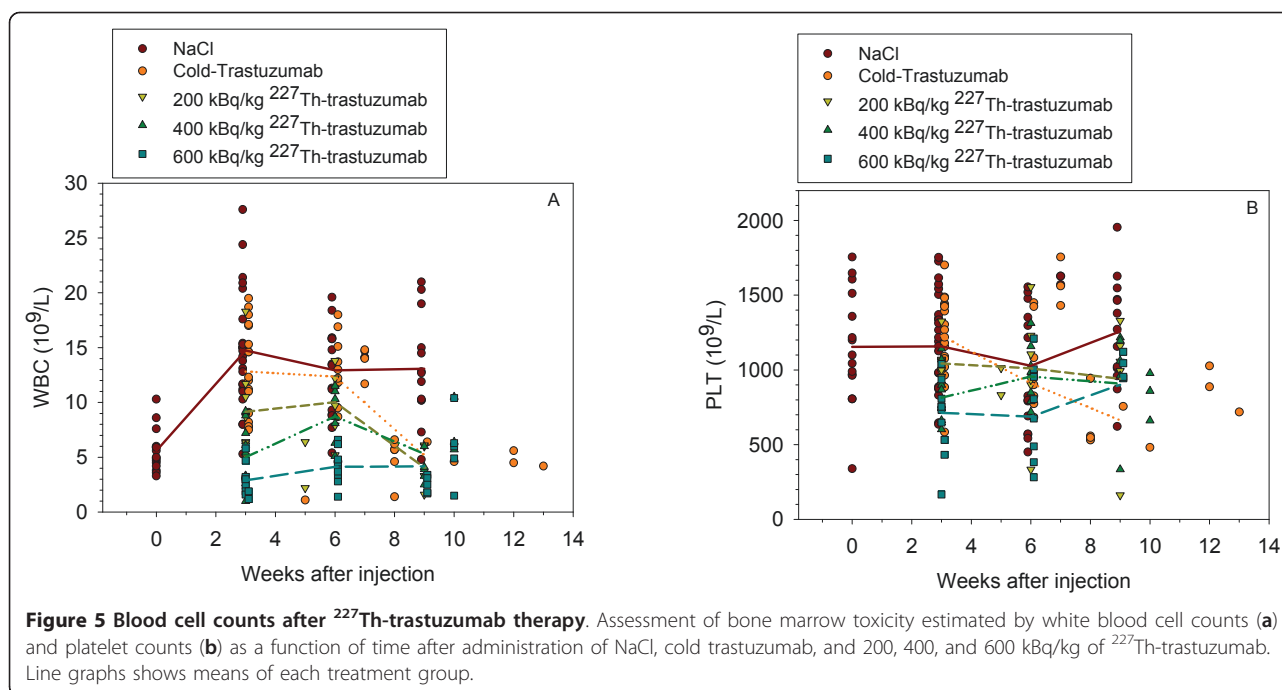 NaCl
Cold-Trastuzumab
200 kBq/kg ²²⁷Th-trastuzumab
400 kBq/kg ²²⁷Th-trastuzumab
600 kBq/kg ²²⁷Th-trastuzumab
A
30
25
20
15
10
5
0
WBC (10⁹/L)
0 2 4 6 8 10 12 14
Weeks after injection
NaCl
Cold-Trastuzumab
200 kBq/kg ²²⁷Th-trastuzumab
400 kBq/kg ²²⁷Th-trastuzumab
600 kBq/kg ²²⁷Th-trastuzumab
B
2000
1500
1000
500
0
PLT (10⁹/L)
0 2 4 6 8 10 12 14
Weeks after injection
Figure 5 Blood cell counts after ²²⁷Th-trastuzumab therapy. Assessment of bone marrow toxicity estimated by white blood cell counts (a)
and platelet counts (b) as a function of time after administration of NaCl, cold trastuzumab, and 200, 400, and 600 kBq/kg of ²²⁷Th-trastuzumab.
Line graphs shows means of each treatment group.